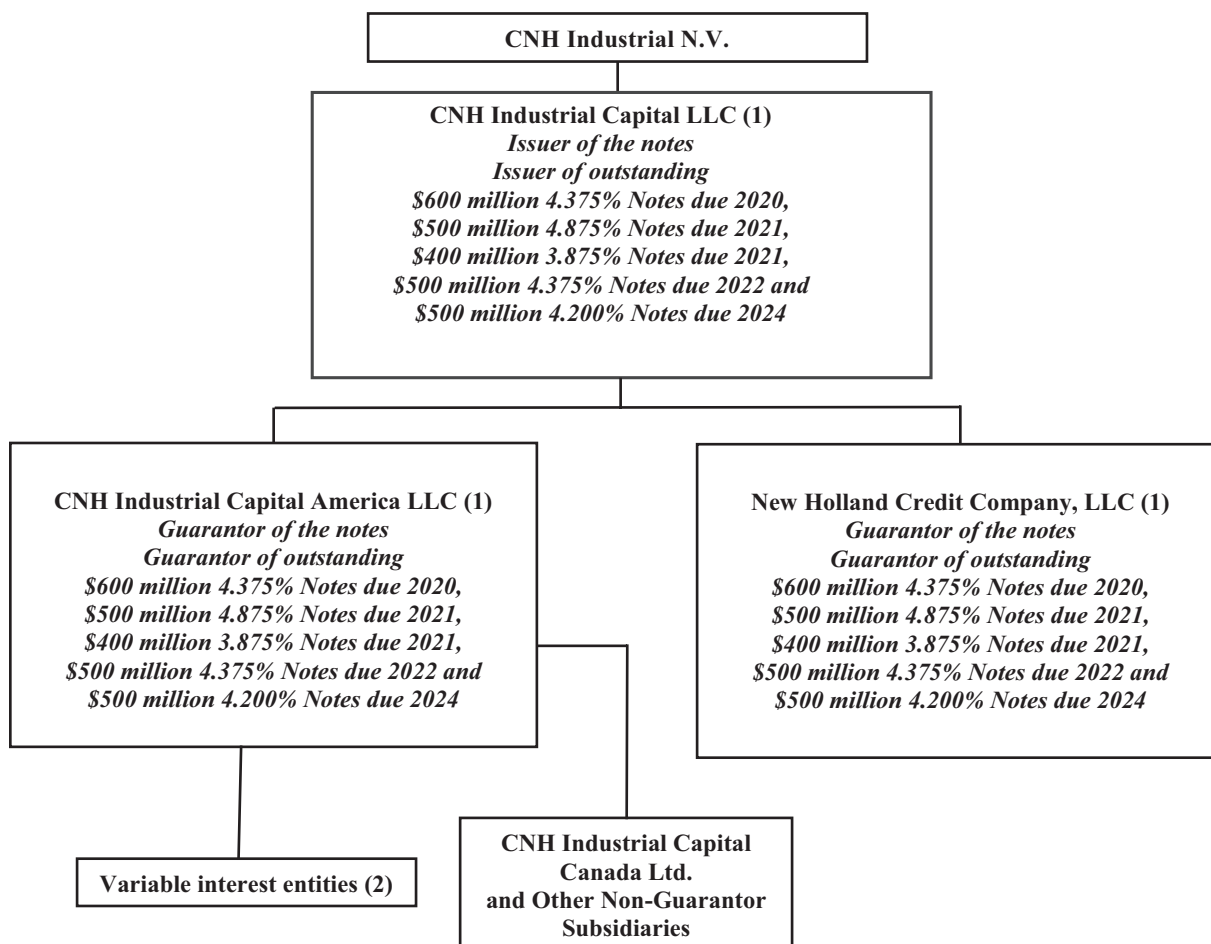 CNH Industrial N.V.
CNH Industrial Capital LLC (1)
Issuer of the notes
Issuer of outstanding
$600 million 4.375% Notes due 2020,
$500 million 4.875% Notes due 2021,
$400 million 3.875% Notes due 2021,
$500 million 4.375% Notes due 2022 and
$500 million 4.200% Notes due 2024
CNH Industrial Capital America LLC (1)
Guarantor of the notes
Guarantor of outstanding
$600 million 4.375% Notes due 2020,
$500 million 4.875% Notes due 2021,
$400 million 3.875% Notes due 2021,
$500 million 4.375% Notes due 2022 and
$500 million 4.200% Notes due 2024
New Holland Credit Company, LLC (1)
Guarantor of the notes
Guarantor of outstanding
$600 million 4.375% Notes due 2020,
$500 million 4.875% Notes due 2021,
$400 million 3.875% Notes due 2021,
$500 million 4.375% Notes due 2022 and
$500 million 4.200% Notes due 2024
Variable interest entities (2)
CNH Industrial Capital
Canada Ltd.
and Other Non-Guarantor
Subsidiaries